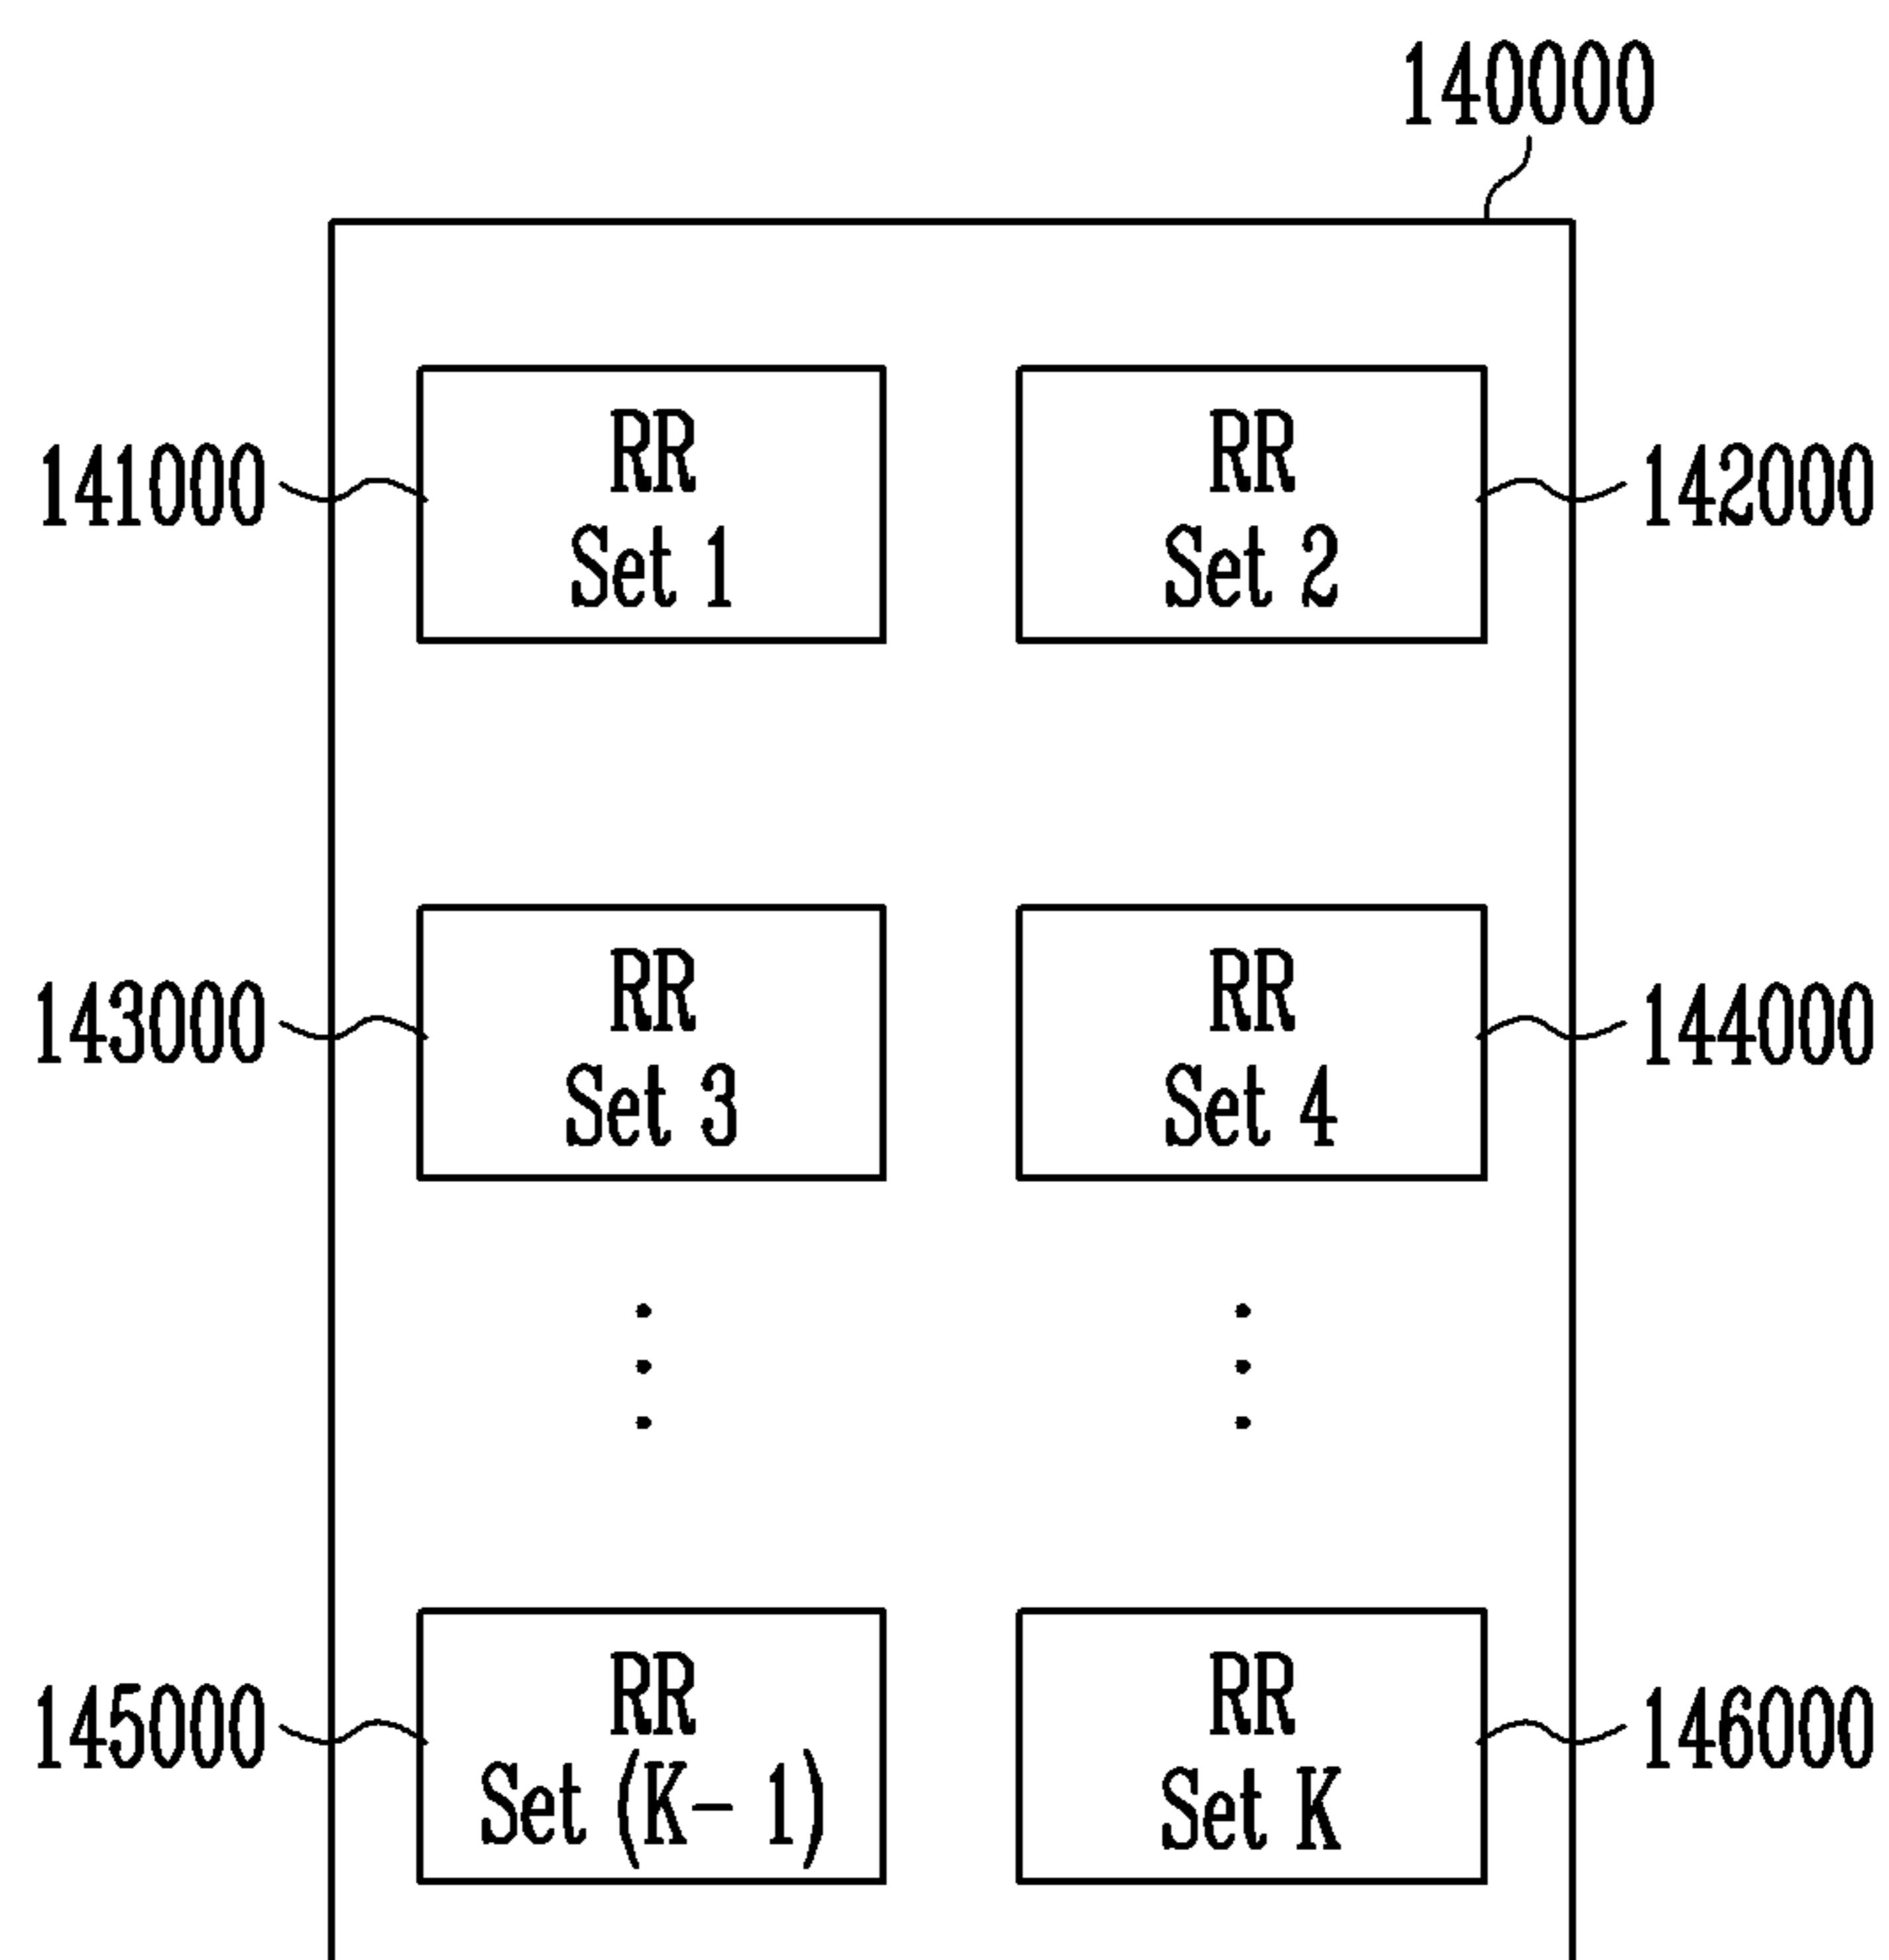 140000
RR
Set 1
RR
Set 2
141000
142000
RR
Set 3
RR
Set 4
143000
144000
RR
Set (K- 1)
RR
Set K
145000
146000